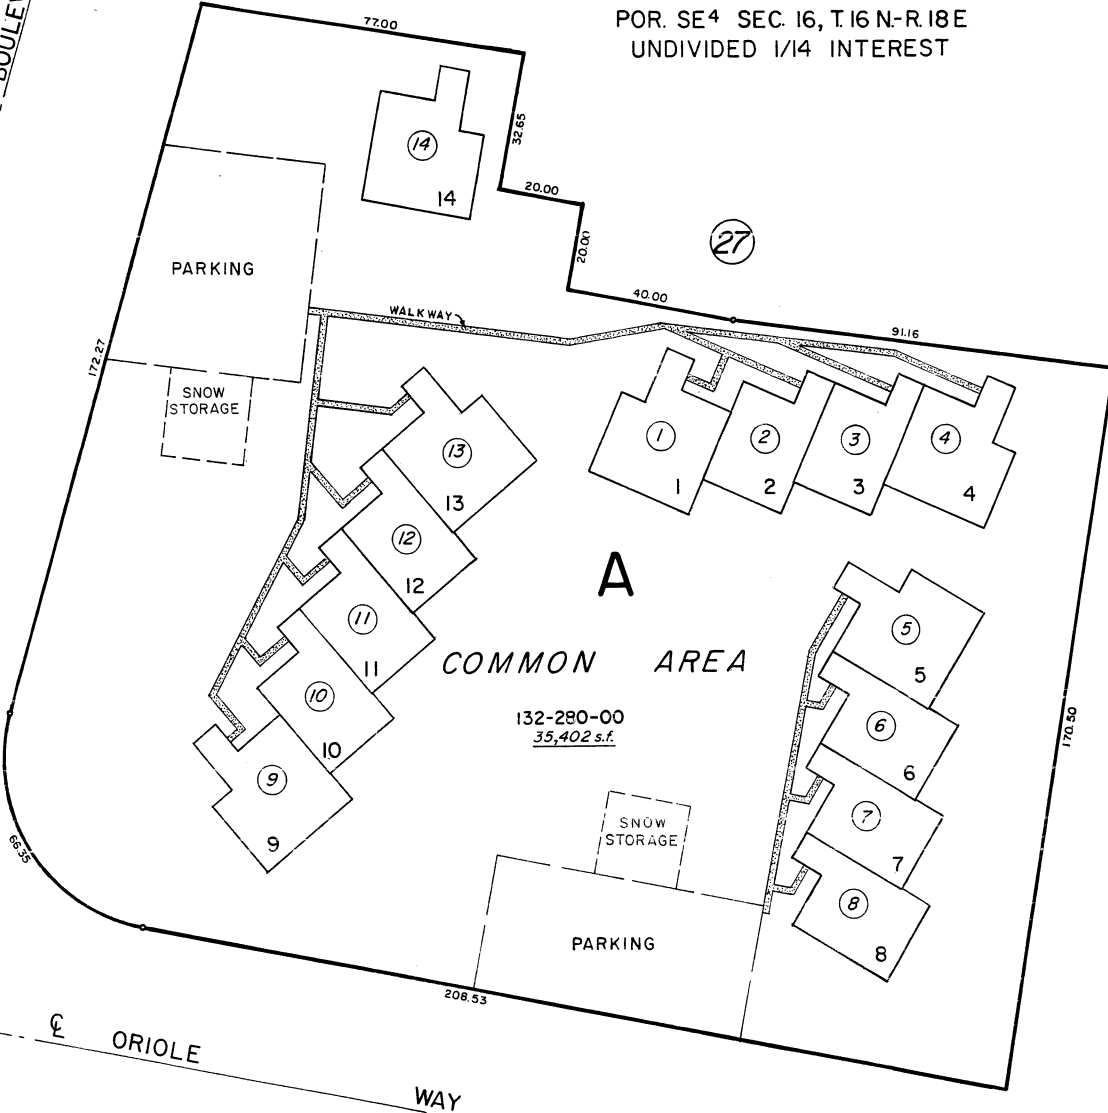 BOULEV
POR. SE⁴ SEC. 16, T. 16 N.-R. 18 E
UNDIVIDED 1/14 INTEREST
77.00
32.65
20.00
20.00
40.00
91.16
27
14
14
PARKING
WALKWAY
172.27
SNOW
STORAGE
1
1
2
2
3
3
4
4
13
13
12
12
11
11
10
10
9
9
A
COMMON AREA
132-280-00
35,402 s.f.
5
5
6
6
7
7
8
8
170.50
SNOW
STORAGE
PARKING
66.35
208.53
℄ ORIOLE WAY